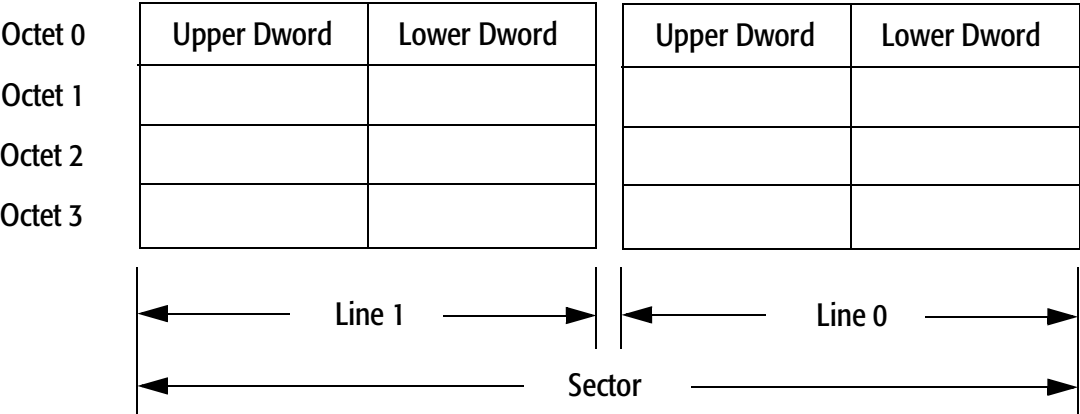 Octet 0 Upper Dword Lower Dword Upper Dword Lower Dword
Octet 1
Octet 2
Octet 3
Line 1 Line 0
Sector